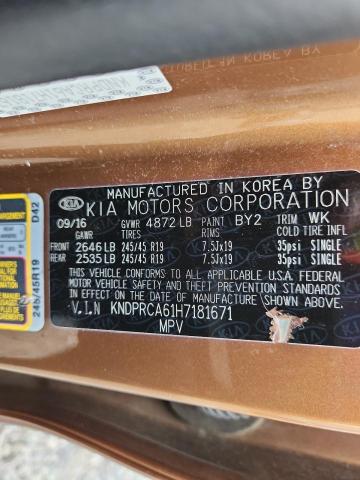 D42
245/45R19
MANUFACTURED IN KOREA BY
KIA KIA MOTORS CORPORATION
09/16 GVWR 4872 LB PAINT BY2 TRIM WK
GAWR TIRES RIMS COLD TIRE INFL
FRONT 2646 LB 245/45 R19 7.5Jx19 35psi SINGLE
REAR 2535 LB 245/45 R19 7.5Jx19 35psi SINGLE
THIS VEHICLE CONFORMS TO ALL APPLICABLE U.S.A. FEDERAL
MOTOR VEHICLE SAFETY AND THEFT PREVENTION STANDARDS
IN EFFECT ON THE DATE OF MANUFACTURE SHOWN ABOVE.
V.I.N KNDPRCA61H7181671
MPV